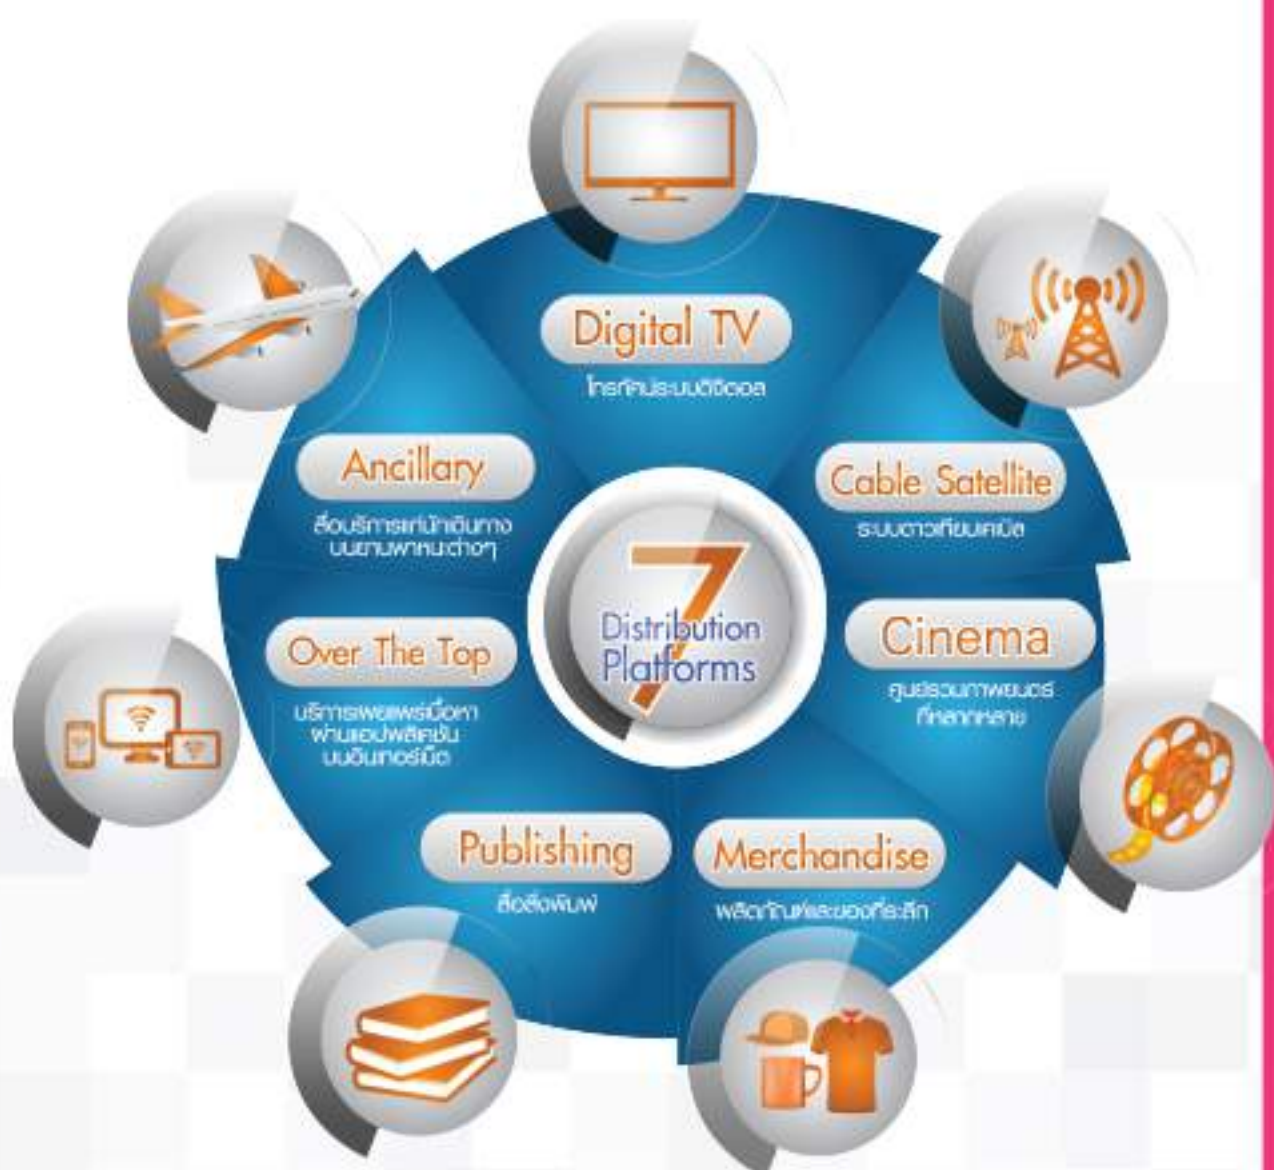 Digital TV
โทรทัศน์ระบบดิจิตอล
Cable Satellite
ระบบดาวเทียมเคเบิล
Cinema
ศูนย์รวมภาพยนตร์
ที่หลากหลาย
Merchandise
ผลิตภัณฑ์และของที่ระลึก
Publishing
สื่อสิ่งพิมพ์
Over The Top
บริการเผยแพร่เนื้อหา
ผ่านแอปพลิเคชัน
บนอินเทอร์เน็ต
Ancillary
สื่อบริการแก่นักเดินทาง
บนยานพาหนะต่างๆ
7
Distribution
Platforms